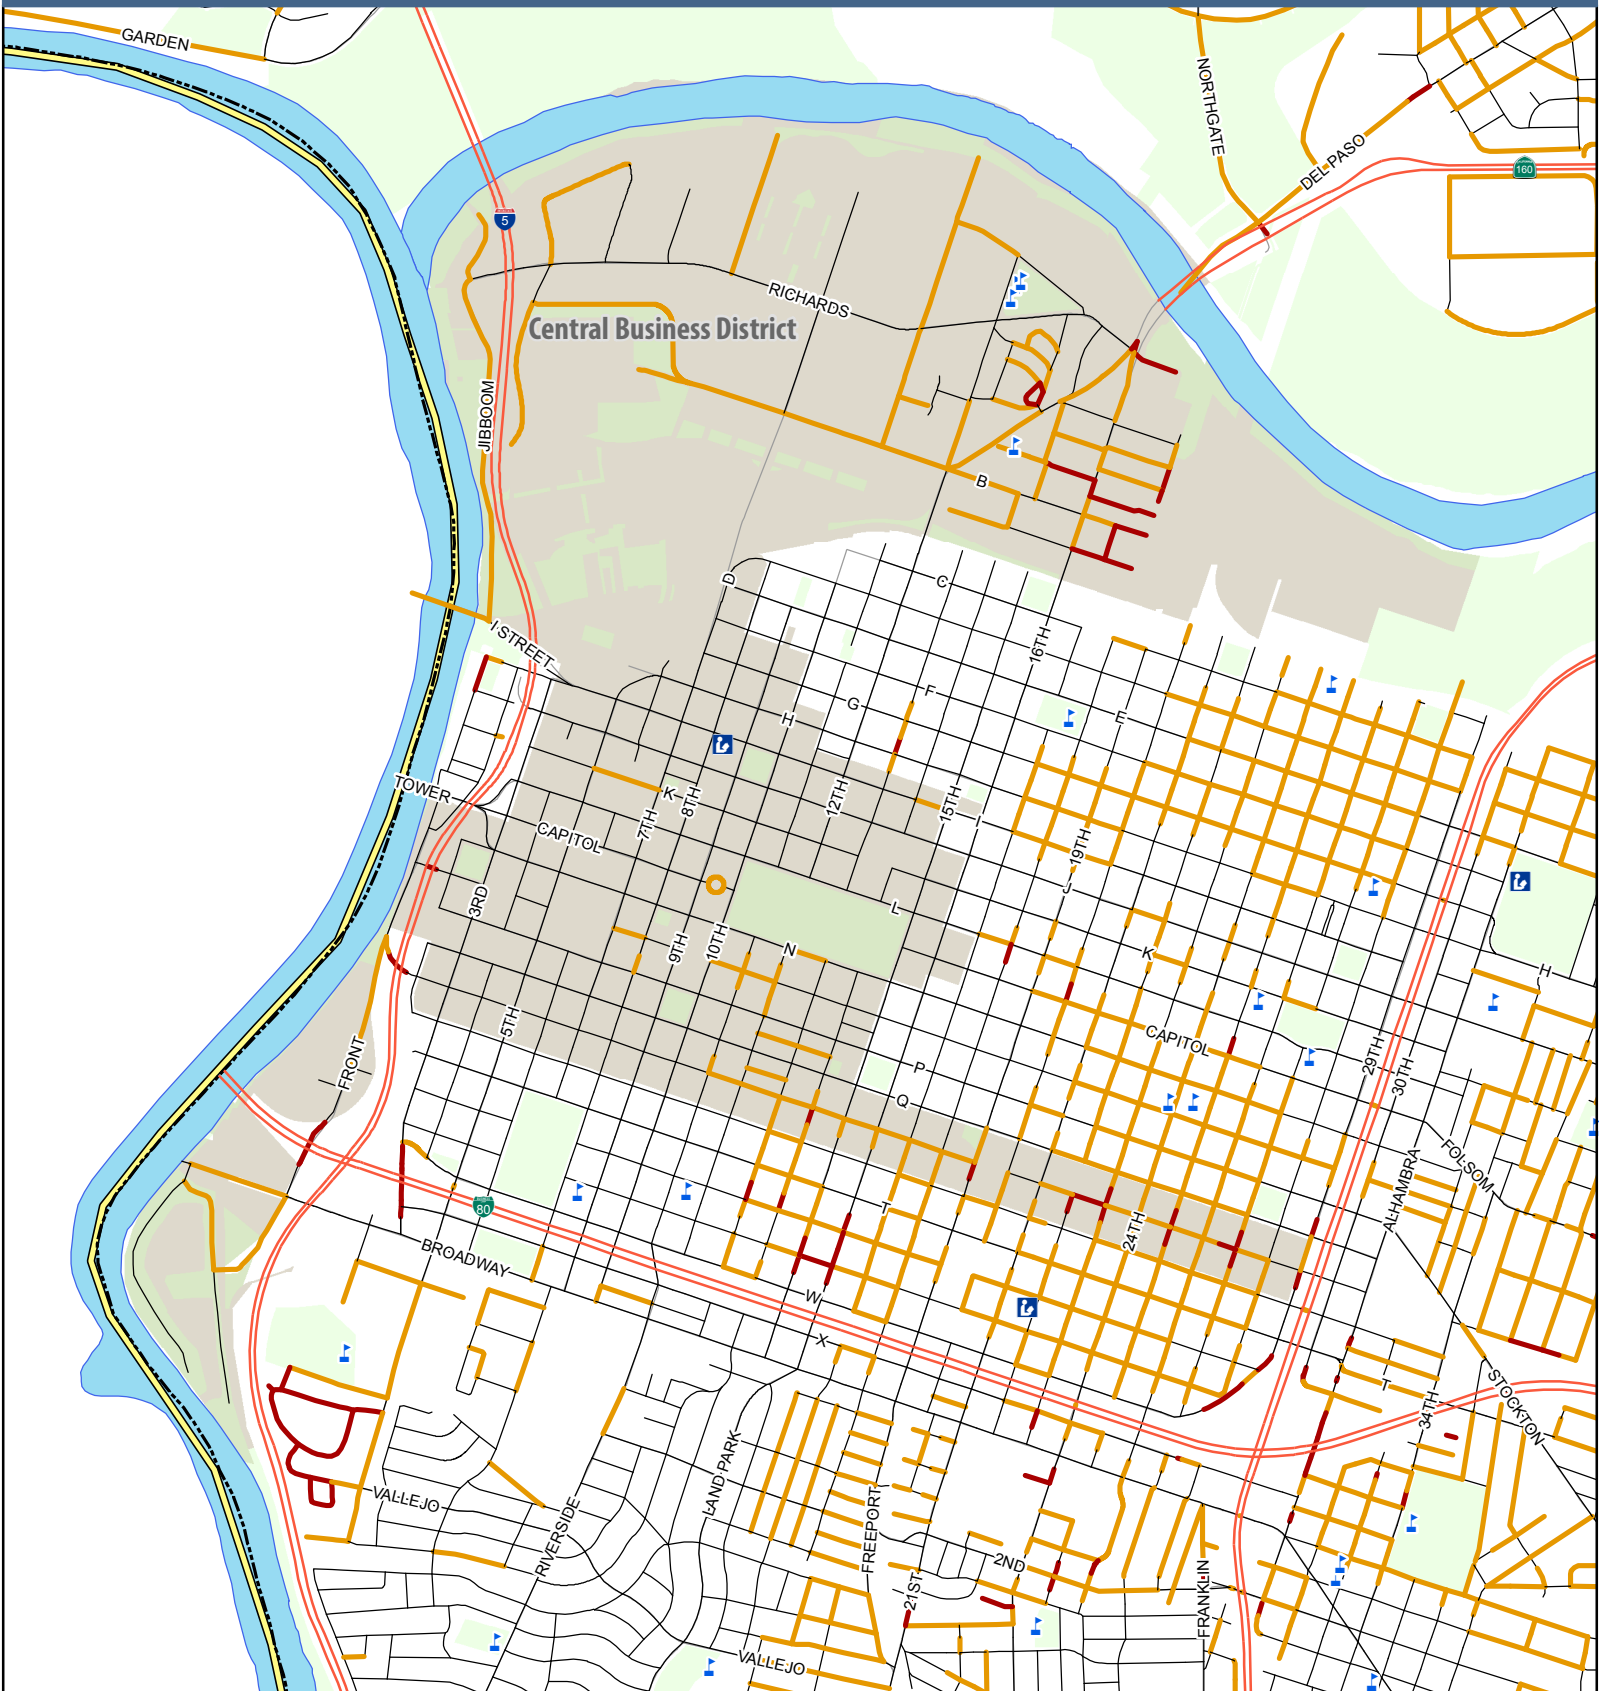 GARDEN
NORTHGATE
DEL PASO
160
5
RICHARDS
Central Business District
JIBBOOM
B
D
C
I STREET
16TH
F
G
E
H
TOWER
K
8TH
12TH
15TH
I
7TH
CAPITOL
19TH
J
3RD
L
9TH
10TH
N
K
H
5TH
CAPITOL
29TH
30TH
FRONT
P
Q
FOLSOM
ALHAMBRA
80
T
24TH
BROADWAY
W
X
T
34TH
STOCKTON
LAND PARK
VALLEJO
RIVERSIDE
FREEPORT
2ND
21ST
FRANKLIN
VALLEJO